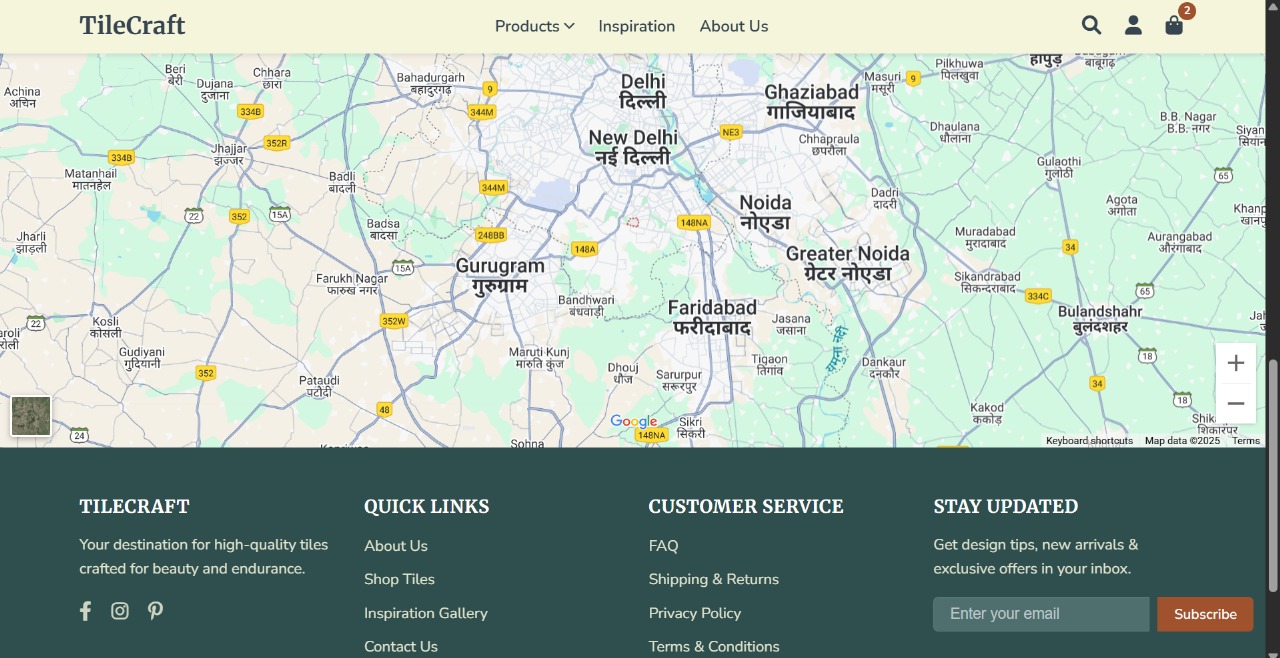 TileCraft
Products
Inspiration
About Us
2
Beri
बेरी
Dujana
दुजाना
Chhara
छारा
Achina
अचिन
Bahadurgarh
बहादुरगढ़
9
344M
Delhi
दिल्ली
Ghaziabad
गाजियाबाद
Masuri
मसूरी
9
Pilkhuwa
पिलखुवा
हापुड़
Babugarh
बाबूगढ़
334B
352R
Jhajjar
झज्जर
334B
New Delhi
नई दिल्ली
NE3
Chhapraula
छपरौला
Dhaulana
धौलाना
B.B. Nagar
B.B. नगर
Matanhail
मातनहेल
Badli
बादली
344M
Gulaothi
गुलोठी
65
22
352
15A
Badsa
बादसा
248BB
148A
148NA
Noida
नोएडा
Dadri
दादरी
Agota
अगोता
Jharli
झाड़ली
Muradabad
मुरादाबाद
34
Aurangabad
औरंगाबाद
Greater Noida
ग्रेटर नोएडा
15A
Gurugram
गुरुग्राम
Farukh Nagar
फारुख नगर
Sikandrabad
सिकन्दराबाद
334C
65
Bandhwari
बंधवाड़ी
Faridabad
फरीदाबाद
Jasana
जसाना
Bulandshahr
बुलंदशहर
22
Kosli
कोसली
352W
यमुना नदी
Gudiyani
गुदियानी
352
Maruti Kunj
मारुति कुंज
Dhouj
धौज
Sarurpur
सरूरपुर
Tigaon
तिगांव
Dankaur
दनकौर
18
34
18
Pataudi
पटौदी
48
Kakod
ककोड़
24
Sohna
Google
148NA
Sikri
सिकरी
शिकारपुर
Keyboard shortcuts
Map data ©2025
Terms
TILECRAFT
Your destination for high-quality tiles
crafted for beauty and endurance.
QUICK LINKS
About Us
Shop Tiles
Inspiration Gallery
Contact Us
CUSTOMER SERVICE
FAQ
Shipping & Returns
Privacy Policy
Terms & Conditions
STAY UPDATED
Get design tips, new arrivals &
exclusive offers in your inbox.
Enter your email
Subscribe